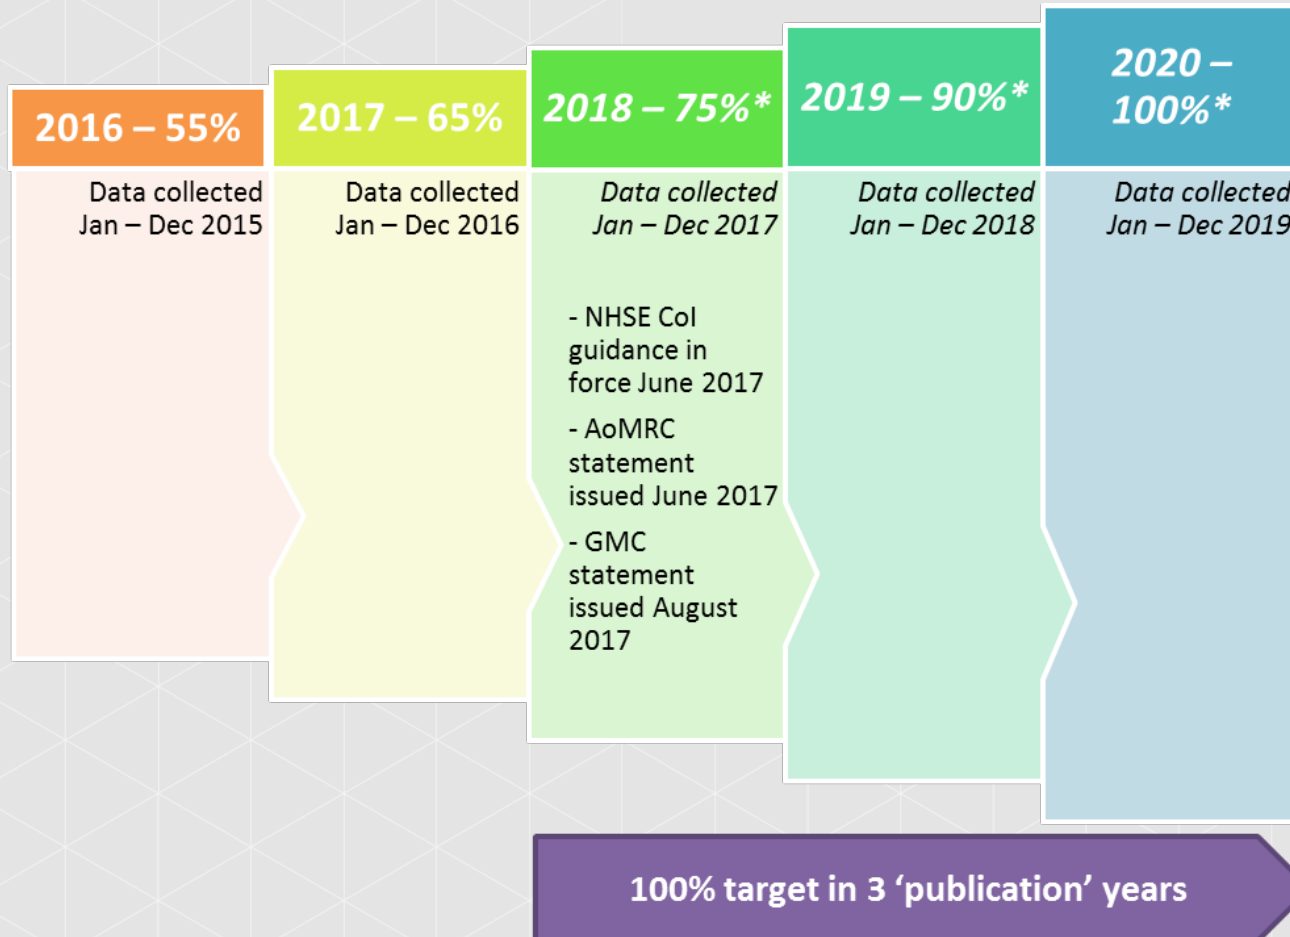 2016 – 55%
Data collected
Jan – Dec 2015
2017 – 65%
Data collected
Jan – Dec 2016
2018 – 75%*
Data collected
Jan – Dec 2017
- NHSE CoI
guidance in
force June 2017
- AoMRC
statement
issued June 2017
- GMC
statement
issued August
2017
2019 – 90%*
Data collected
Jan – Dec 2018
2020 –
100%*
Data collected
Jan – Dec 2019
100% target in 3 ‘publication’ years